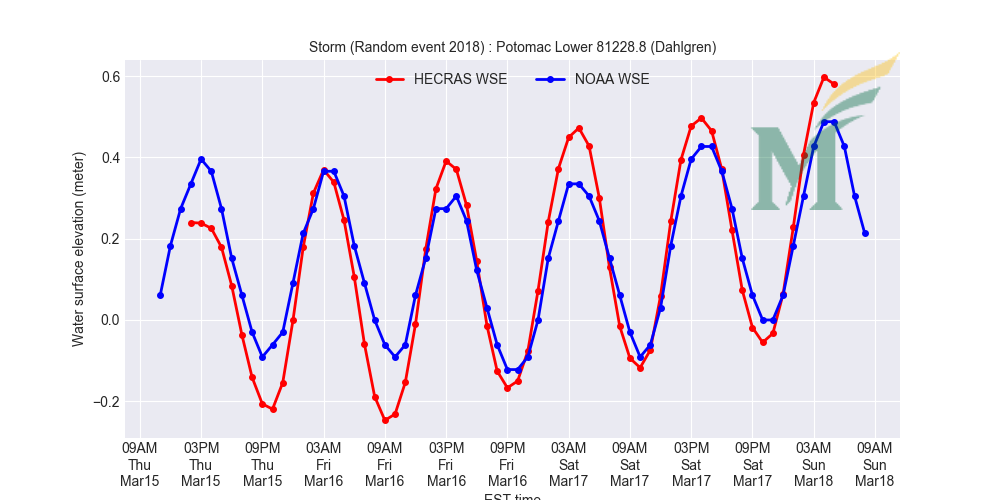 Storm (Random event 2018) : Potomac Lower 81228.8 (Dahlgren)
HECRAS WSE
NOAA WSE
M
Water surface elevation (meter)
0.6
0.4
0.2
0.0
−0.2
09AM 03PM 09PM 03AM 09AM 03PM 09PM 03AM 09AM 03PM 09PM 03AM 09AM
Thu Thu Thu Fri Fri Fri Fri Sat Sat Sat Sat Sun Sun
Mar15 Mar15 Mar15 Mar16 Mar16 Mar16 Mar16 Mar17 Mar17 Mar17 Mar17 Mar18 Mar18
EST time